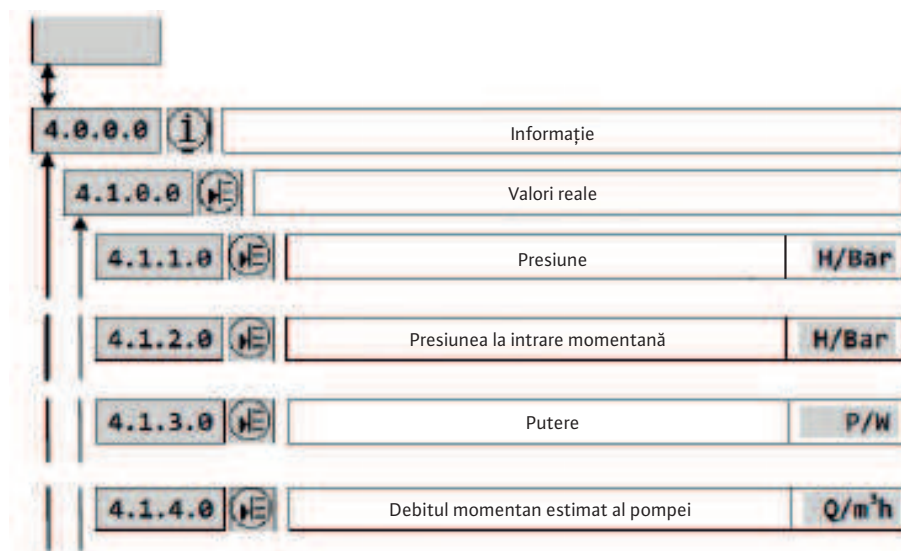 4.0.0.0 i Informație
4.1.0.0 Valori reale
4.1.1.0 Presiune H/Bar
4.1.2.0 Presiunea la intrare momentană H/Bar
4.1.3.0 Putere P/W
4.1.4.0 Debitul momentan estimat al pompei Q/m³h